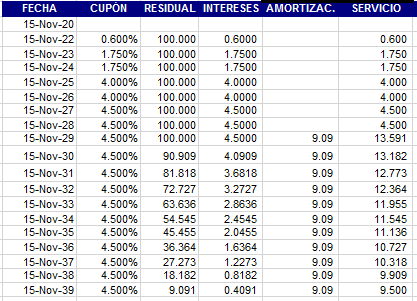 FECHA CUPÓN RESIDUAL INTERESES AMORTIZAC. SERVICIO
15-Nov-20
15-Nov-22 0.600% 100.000 0.6000 0.600
15-Nov-23 1.750% 100.000 1.7500 1.750
15-Nov-24 1.750% 100.000 1.7500 1.750
15-Nov-25 4.000% 100.000 4.0000 4.000
15-Nov-26 4.000% 100.000 4.0000 4.000
15-Nov-27 4.500% 100.000 4.5000 4.500
15-Nov-28 4.500% 100.000 4.5000 4.500
15-Nov-29 4.500% 100.000 4.5000 9.09 13.591
15-Nov-30 4.500% 90.909 4.0909 9.09 13.182
15-Nov-31 4.500% 81.818 3.6818 9.09 12.773
15-Nov-32 4.500% 72.727 3.2727 9.09 12.364
15-Nov-33 4.500% 63.636 2.8636 9.09 11.955
15-Nov-34 4.500% 54.545 2.4545 9.09 11.545
15-Nov-35 4.500% 45.455 2.0455 9.09 11.136
15-Nov-36 4.500% 36.364 1.6364 9.09 10.727
15-Nov-37 4.500% 27.273 1.2273 9.09 10.318
15-Nov-38 4.500% 18.182 0.8182 9.09 9.909
15-Nov-39 4.500% 9.091 0.4091 9.09 9.500